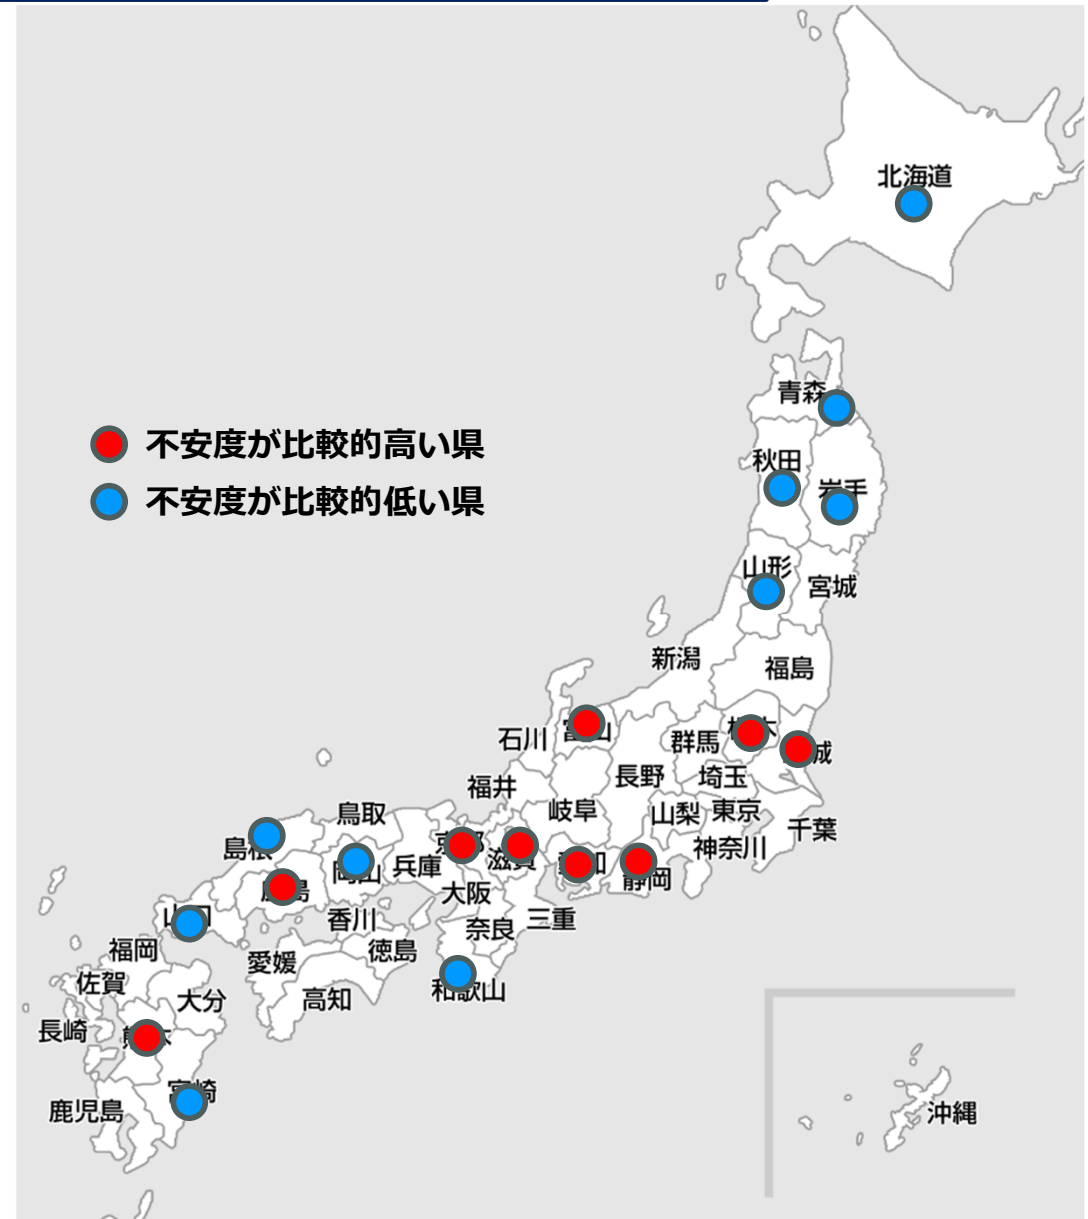 北海道
青森
不安度が比較的高い県
秋田
不安度が比較的低い県
岩手
山形
宮城
新潟
福島
石川
群馬
城
長野
埼玉
福井
岐阜
山梨
東京
鳥取
千葉
島根
神奈川
兵庫
滋賀
岡山
静岡
大阪
香川
三重
奈良
福岡
徳島
愛媛
佐賀
和歌山
大分
高知
長崎
宮崎
鹿児島
沖縄